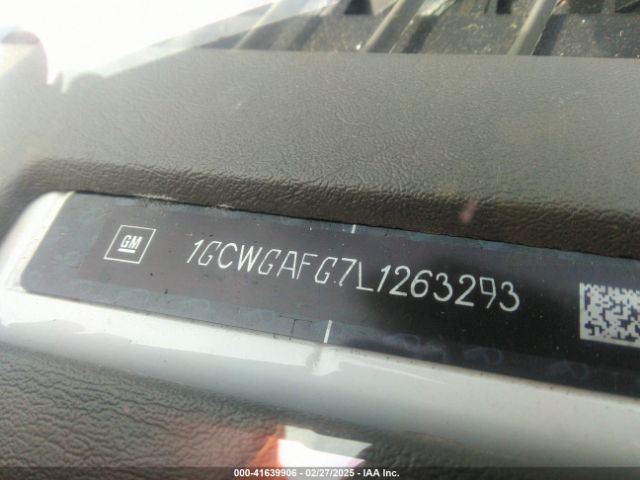 GM
1GCWGAFG7L1263293
000-41639906 - 02/27/2025 - IAA Inc.